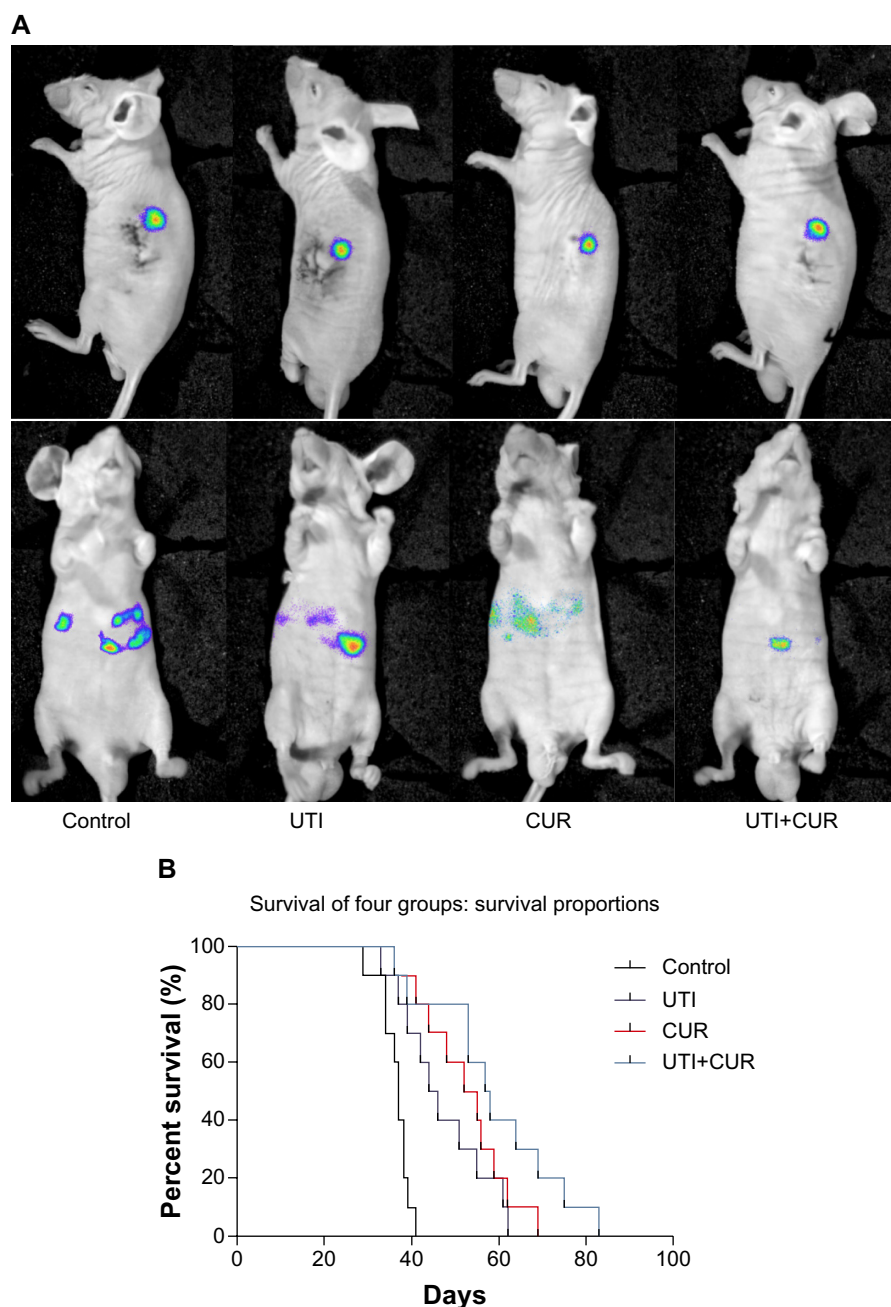 A
Control UTI CUR UTI+CUR
B
Survival of four groups: survival proportions
100
80
60
40
20
0
Percent survival (%)
Control
UTI
CUR
UTI+CUR
0 20 40 60 80 100
Days